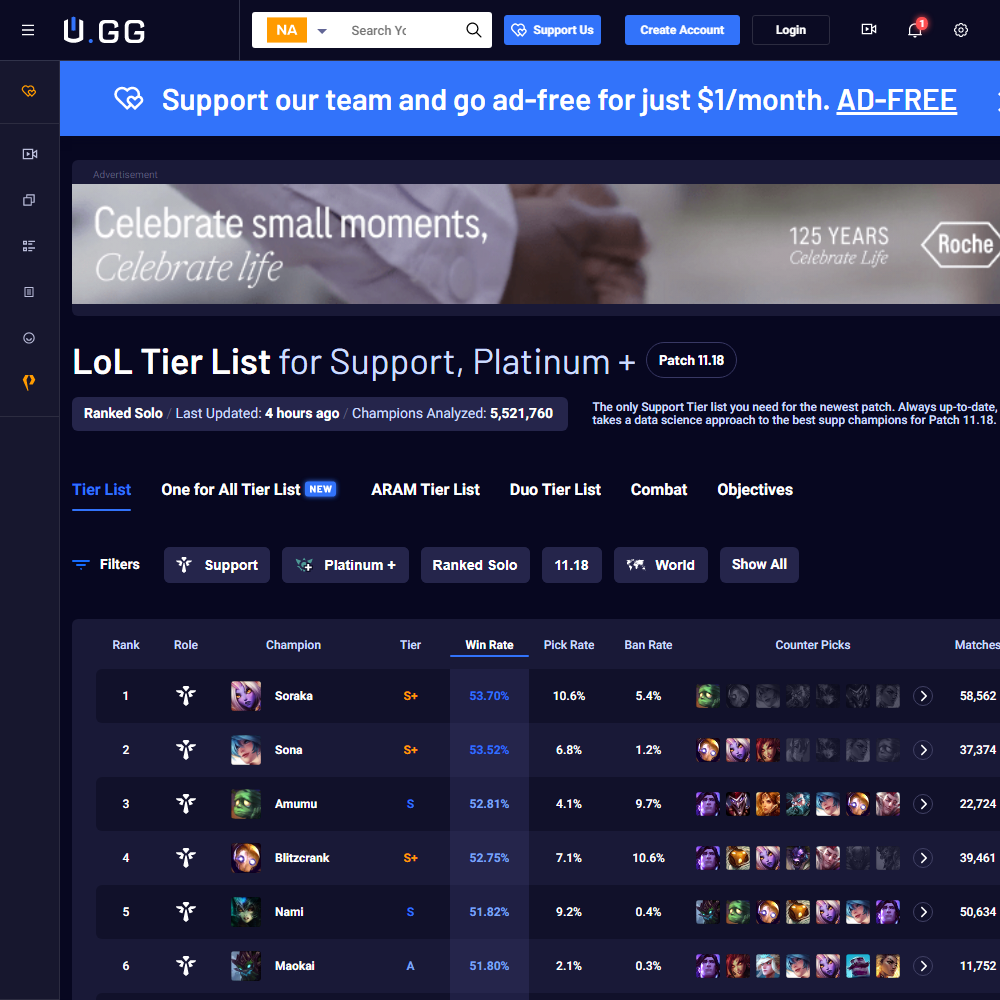 U.GG
NA
Search Yo
Support Us
Create Account
Login
1
Support our team and go ad-free for just $1/month. AD-FREE
Advertisement
Celebrate small moments,
Celebrate life
125 YEARS
Celebrate Life
Roche
LoL Tier List for Support, Platinum +
Patch 11.18
Ranked Solo / Last Updated: 4 hours ago / Champions Analyzed: 5,521,760
The only Support Tier list you need for the newest patch. Always up-to-date,
takes a data science approach to the best supp champions for Patch 11.18.
Tier List
One for All Tier List NEW
ARAM Tier List
Duo Tier List
Combat
Objectives
Filters
Support
Platinum +
Ranked Solo
11.18
World
Show All
Rank Role Champion Tier Win Rate Pick Rate Ban Rate Counter Picks Matches
1 Soraka S+ 53.70% 10.6% 5.4% 58,562
2 Sona S+ 53.52% 6.8% 1.2% 37,374
3 Amumu S 52.81% 4.1% 9.7% 22,724
4 Blitzcrank S+ 52.75% 7.1% 10.6% 39,461
5 Nami S 51.82% 9.2% 0.4% 50,634
6 Maokai A 51.80% 2.1% 0.3% 11,752